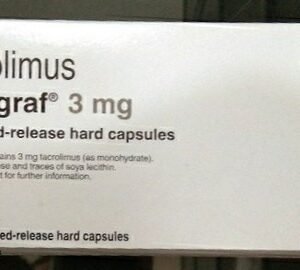 olimus
graf® 3 mg
d-release hard capsules
ains 3 mg tacrolimus (as monohydrate).
se and traces of soya lecithin.
t for further information.
ed-release hard capsules